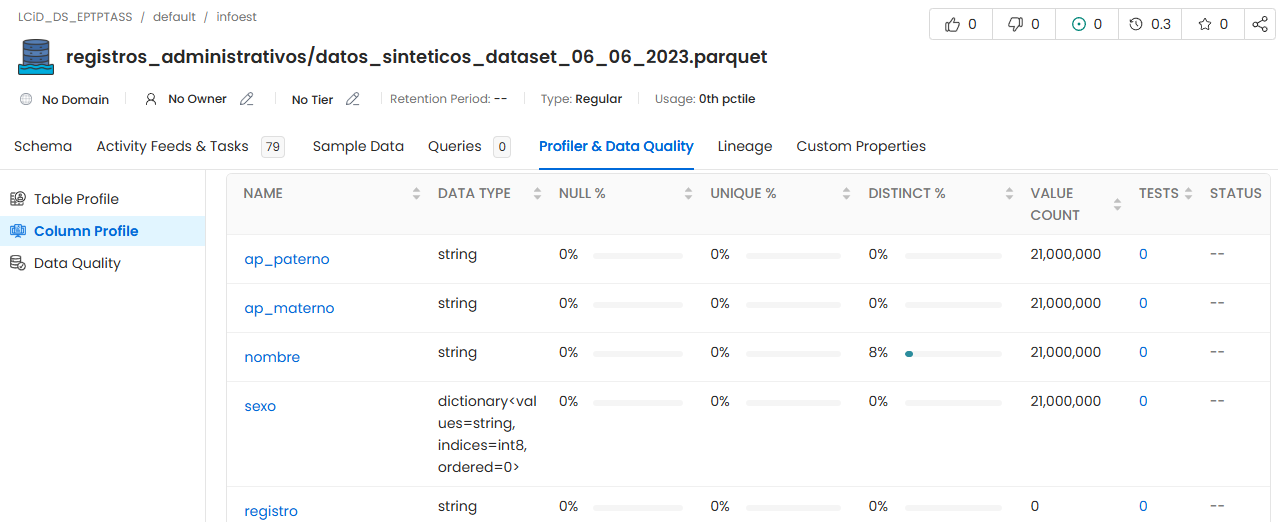 LCiD_DS_EPTPTASS / default / infoest
0 0 0 0.3 0
registros_administrativos/datos_sinteticos_dataset_06_06_2023.parquet
No Domain No Owner No Tier Retention Period: -- Type: Regular Usage: 0th pctile
Schema Activity Feeds & Tasks 79 Sample Data Queries 0 Profiler & Data Quality Lineage Custom Properties
Table Profile
Column Profile
Data Quality
NAME DATA TYPE NULL % UNIQUE % DISTINCT % VALUE COUNT TESTS STATUS
ap_paterno string 0% 0% 0% 21,000,000 0 --
ap_materno string 0% 0% 0% 21,000,000 0 --
nombre string 0% 0% 8% 21,000,000 0 --
sexo dictionary<val 0% 0% 0% 21,000,000 0 --
ues=string,
indices=int8,
ordered=0>
registro string 0% 0% 0% 0 0 --